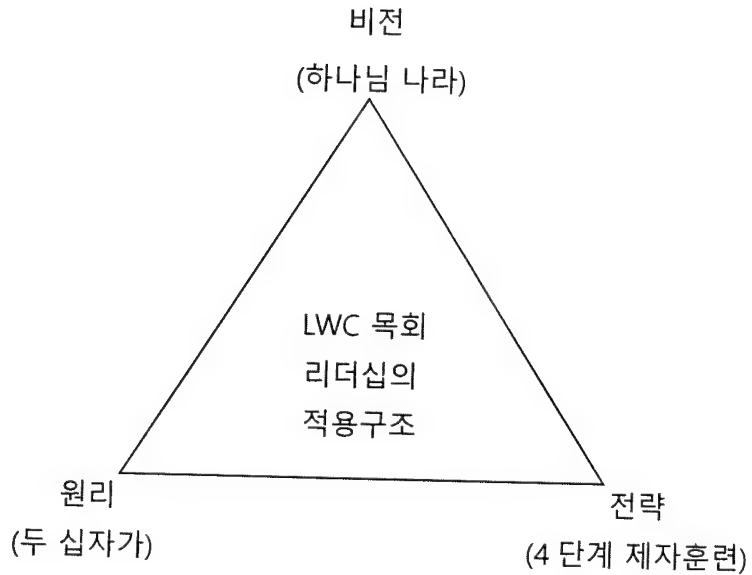 비전
(하나님 나라)
LWC 목회
리더십의
적용구조
원리
(두 십자가)
전략
(4 단계 제자훈련)